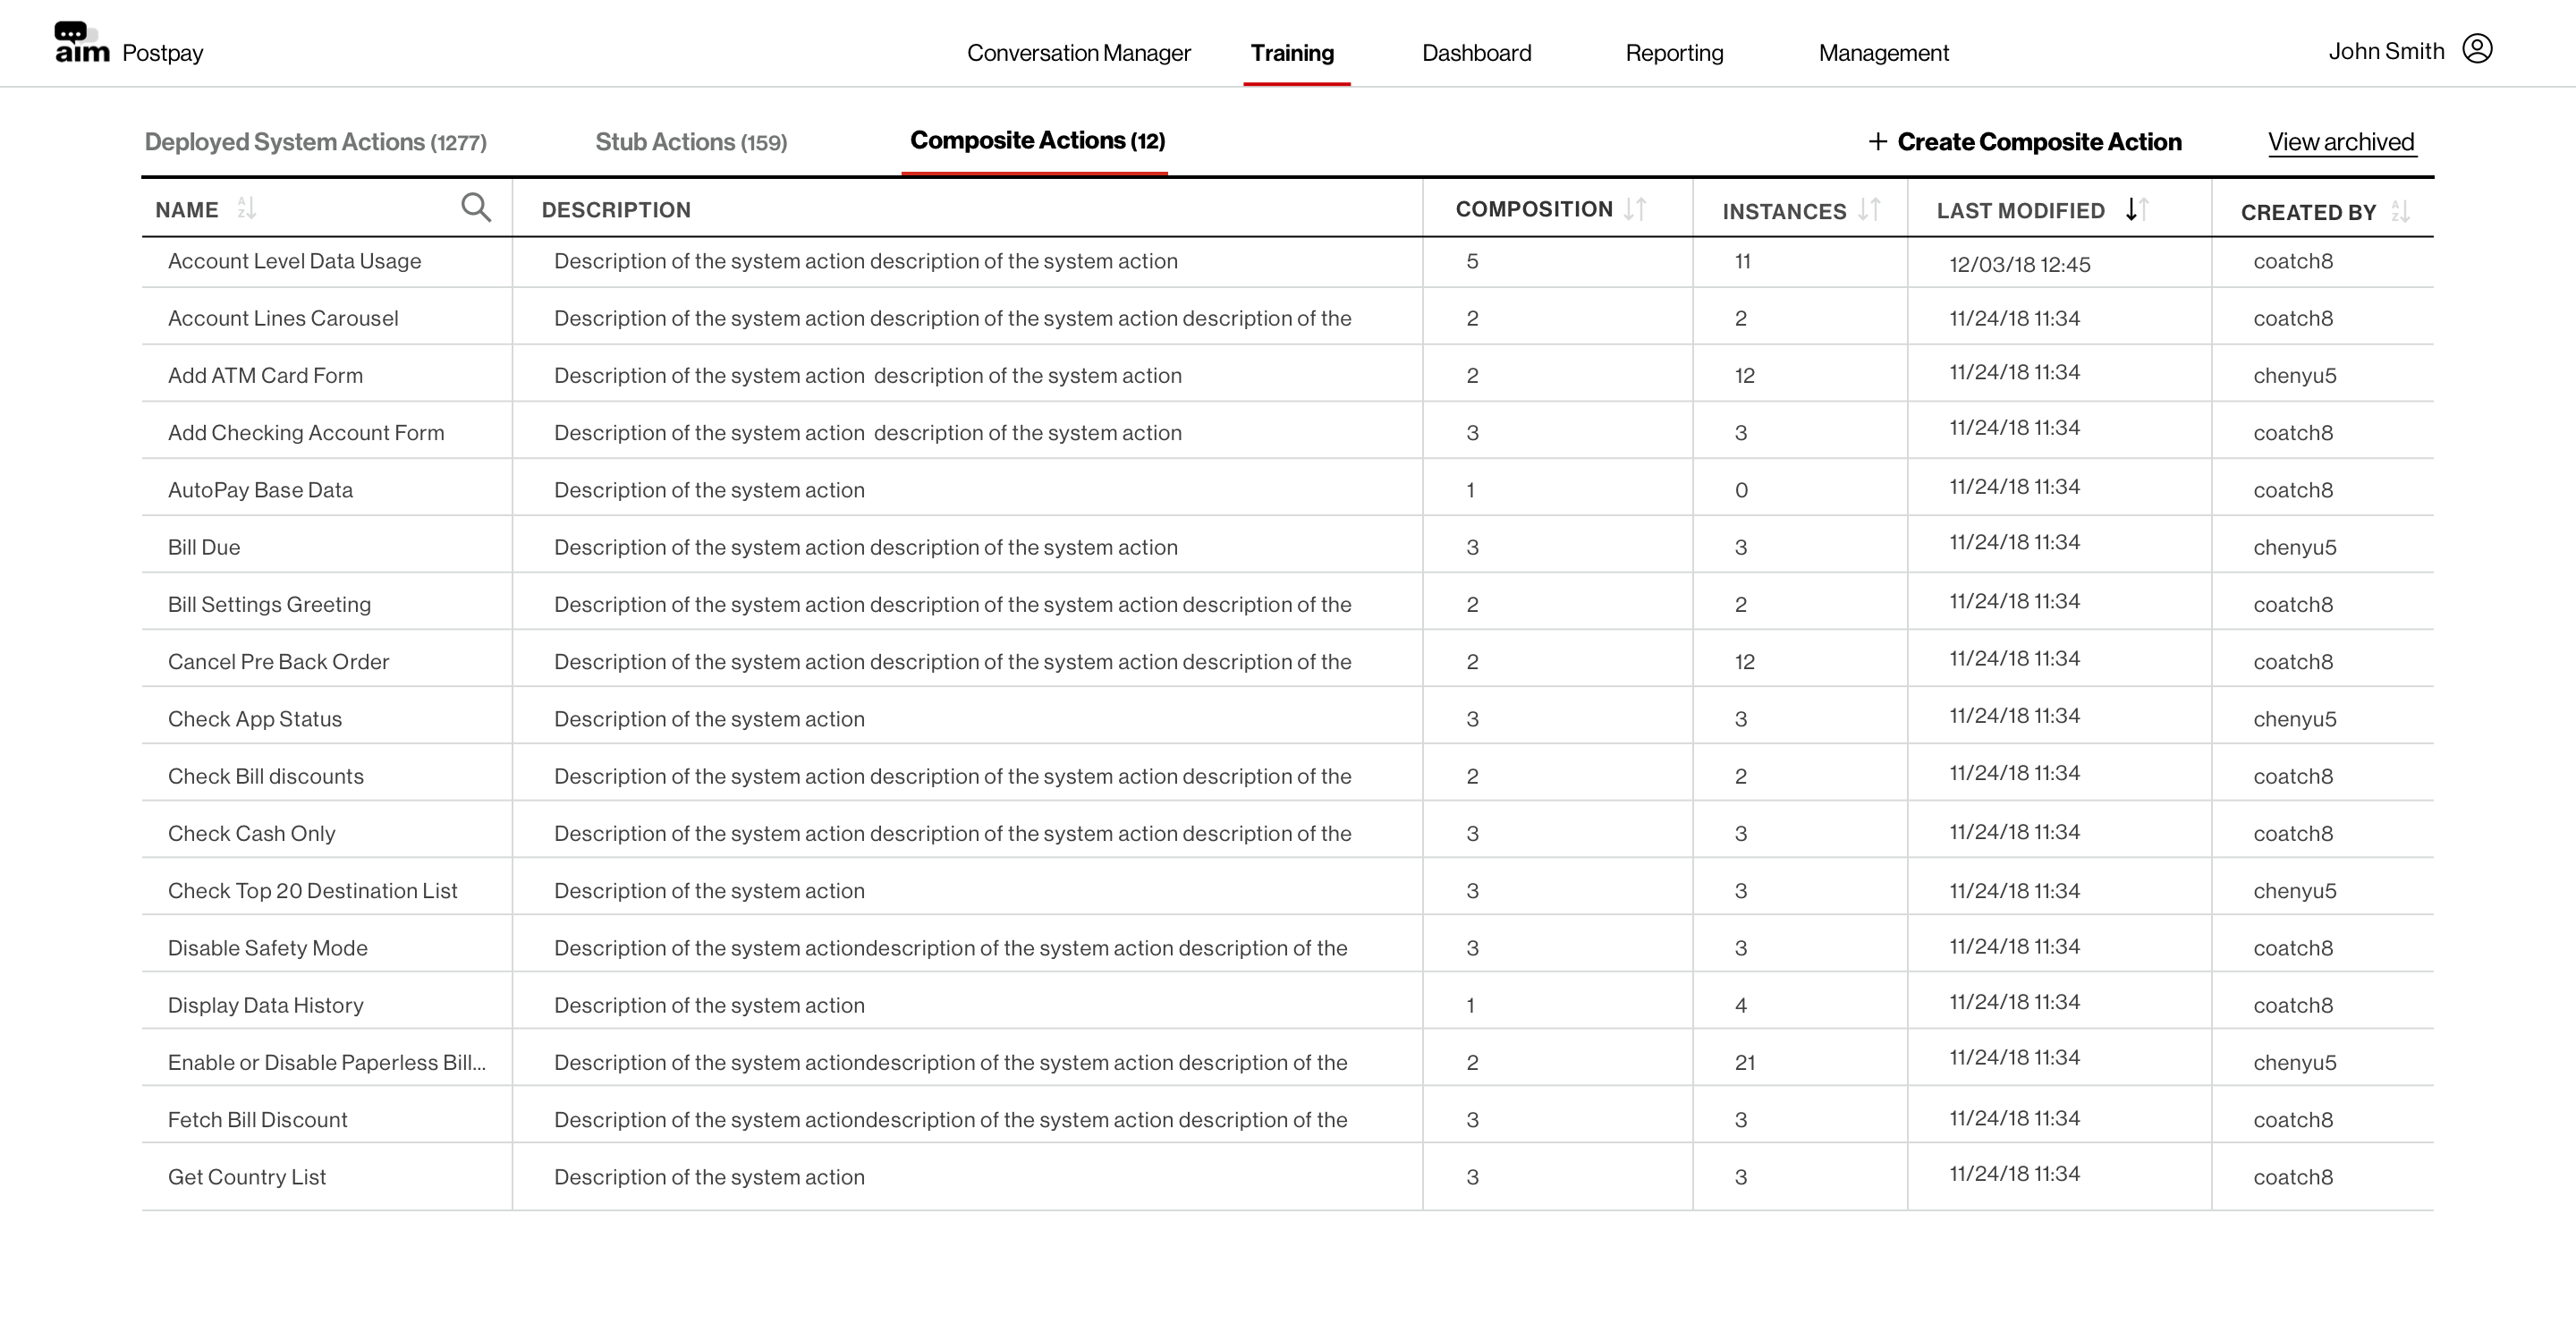 aim Postpay Conversation Manager Training Dashboard Reporting Management John Smith
Deployed System Actions (1277) Stub Actions (159) Composite Actions (12) + Create Composite Action View archived
NAME AZ DESCRIPTION COMPOSITION INSTANCES LAST MODIFIED CREATED BY AZ
Account Level Data Usage Description of the system action description of the system action 5 11 12/03/18 12:45 coatch8
Account Lines Carousel Description of the system action description of the system action description of the 2 2 11/24/18 11:34 coatch8
Add ATM Card Form Description of the system action description of the system action 2 12 11/24/18 11:34 chenyu5
Add Checking Account Form Description of the system action description of the system action 3 3 11/24/18 11:34 coatch8
AutoPay Base Data Description of the system action 1 0 11/24/18 11:34 coatch8
Bill Due Description of the system action description of the system action 3 3 11/24/18 11:34 chenyu5
Bill Settings Greeting Description of the system action description of the system action description of the 2 2 11/24/18 11:34 coatch8
Cancel Pre Back Order Description of the system action description of the system action description of the 2 12 11/24/18 11:34 coatch8
Check App Status Description of the system action 3 3 11/24/18 11:34 chenyu5
Check Bill discounts Description of the system action description of the system action description of the 2 2 11/24/18 11:34 coatch8
Check Cash Only Description of the system action description of the system action description of the 3 3 11/24/18 11:34 coatch8
Check Top 20 Destination List Description of the system action 3 3 11/24/18 11:34 chenyu5
Disable Safety Mode Description of the system actiondescription of the system action description of the 3 3 11/24/18 11:34 coatch8
Display Data History Description of the system action 1 4 11/24/18 11:34 coatch8
Enable or Disable Paperless Bill... Description of the system actiondescription of the system action description of the 2 21 11/24/18 11:34 chenyu5
Fetch Bill Discount Description of the system actiondescription of the system action description of the 3 3 11/24/18 11:34 coatch8
Get Country List Description of the system action 3 3 11/24/18 11:34 coatch8